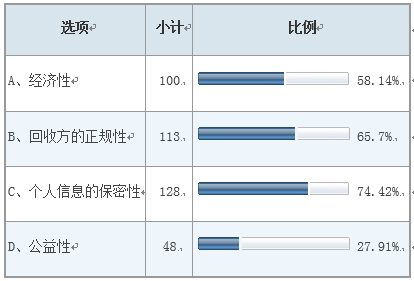 选项 小计 比例
A、经济性 100 58.14%
B、回收方的正规性 113 65.7%
C、个人信息的保密性 128 74.42%
D、公益性 48 27.91%